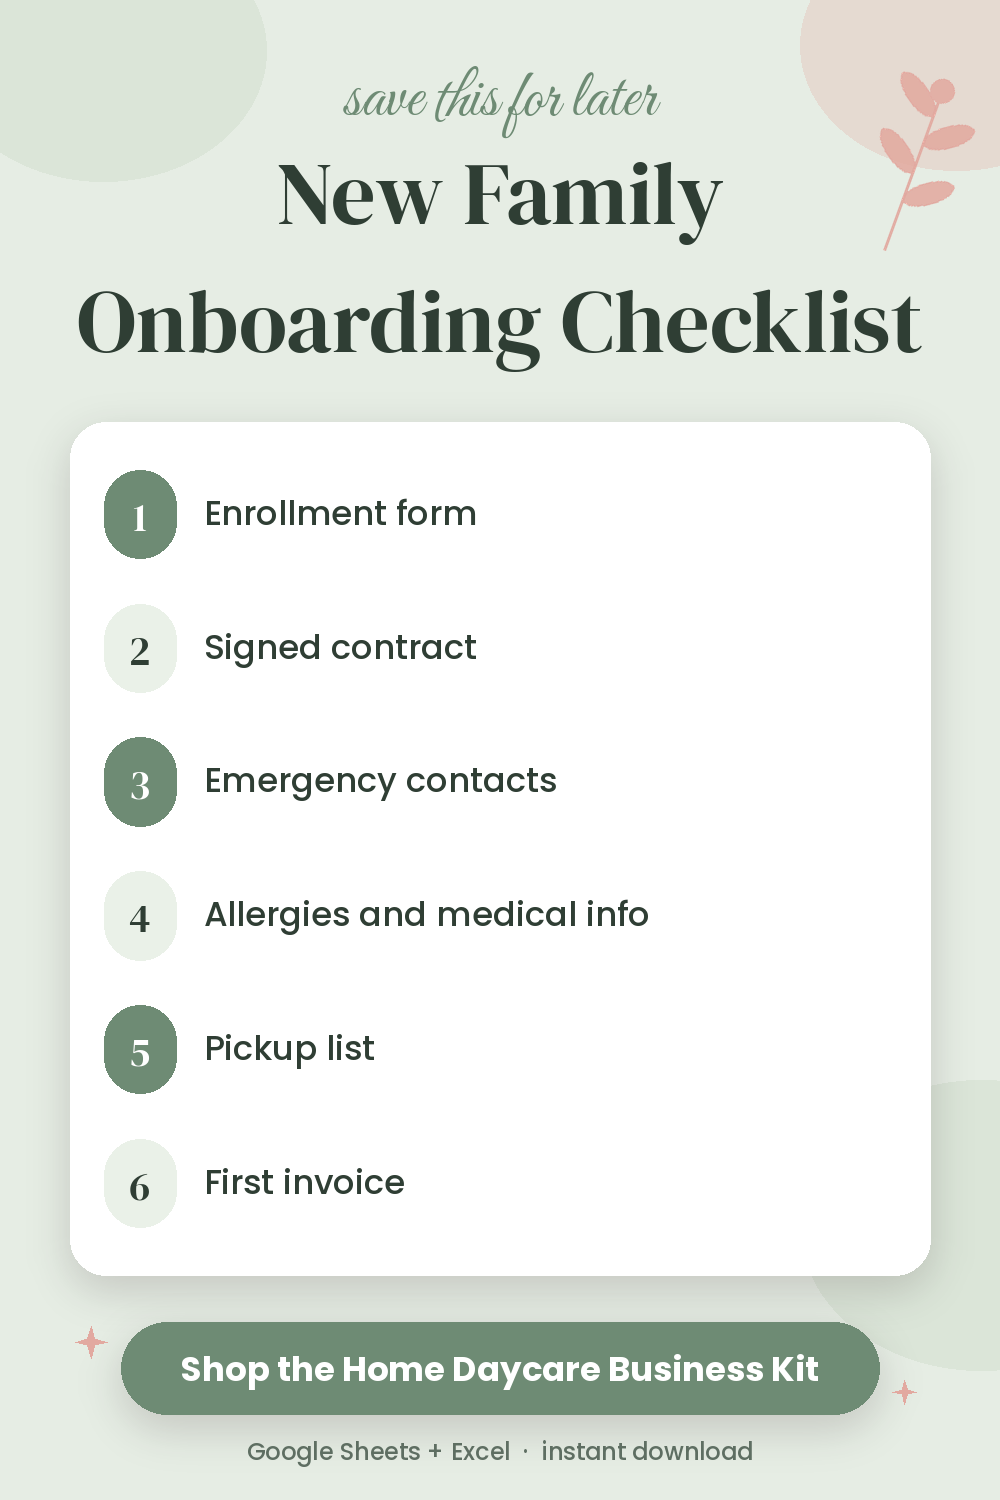 save this for later
New Family
Onboarding Checklist
1 Enrollment form
2 Signed contract
3 Emergency contacts
4 Allergies and medical info
5 Pickup list
6 First invoice
Shop the Home Daycare Business Kit
Google Sheets + Excel · instant download